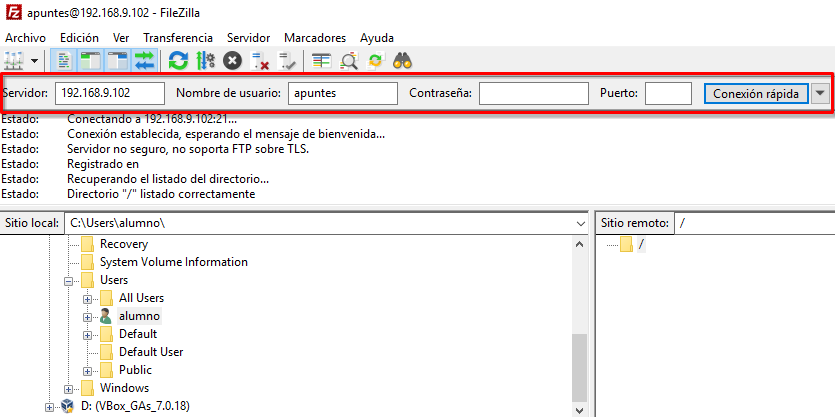 apuntes@192.168.9.102 - FileZilla
Archivo Edición Ver Transferencia Servidor Marcadores Ayuda
Servidor: 192.168.9.102 Nombre de usuario: apuntes Contraseña: Puerto: Conexión rápida
Estado: Conectando a 192.168.9.102:21...
Estado: Conexión establecida, esperando el mensaje de bienvenida...
Estado: Servidor no seguro, no soporta FTP sobre TLS.
Estado: Registrado en
Estado: Recuperando el listado del directorio...
Estado: Directorio "/" listado correctamente
Sitio local: C:\Users\alumno\ Sitio remoto: /
Recovery /
System Volume Information
Users
All Users
alumno
Default
Default User
Public
Windows
D: (VBox_GAs_7.0.18)